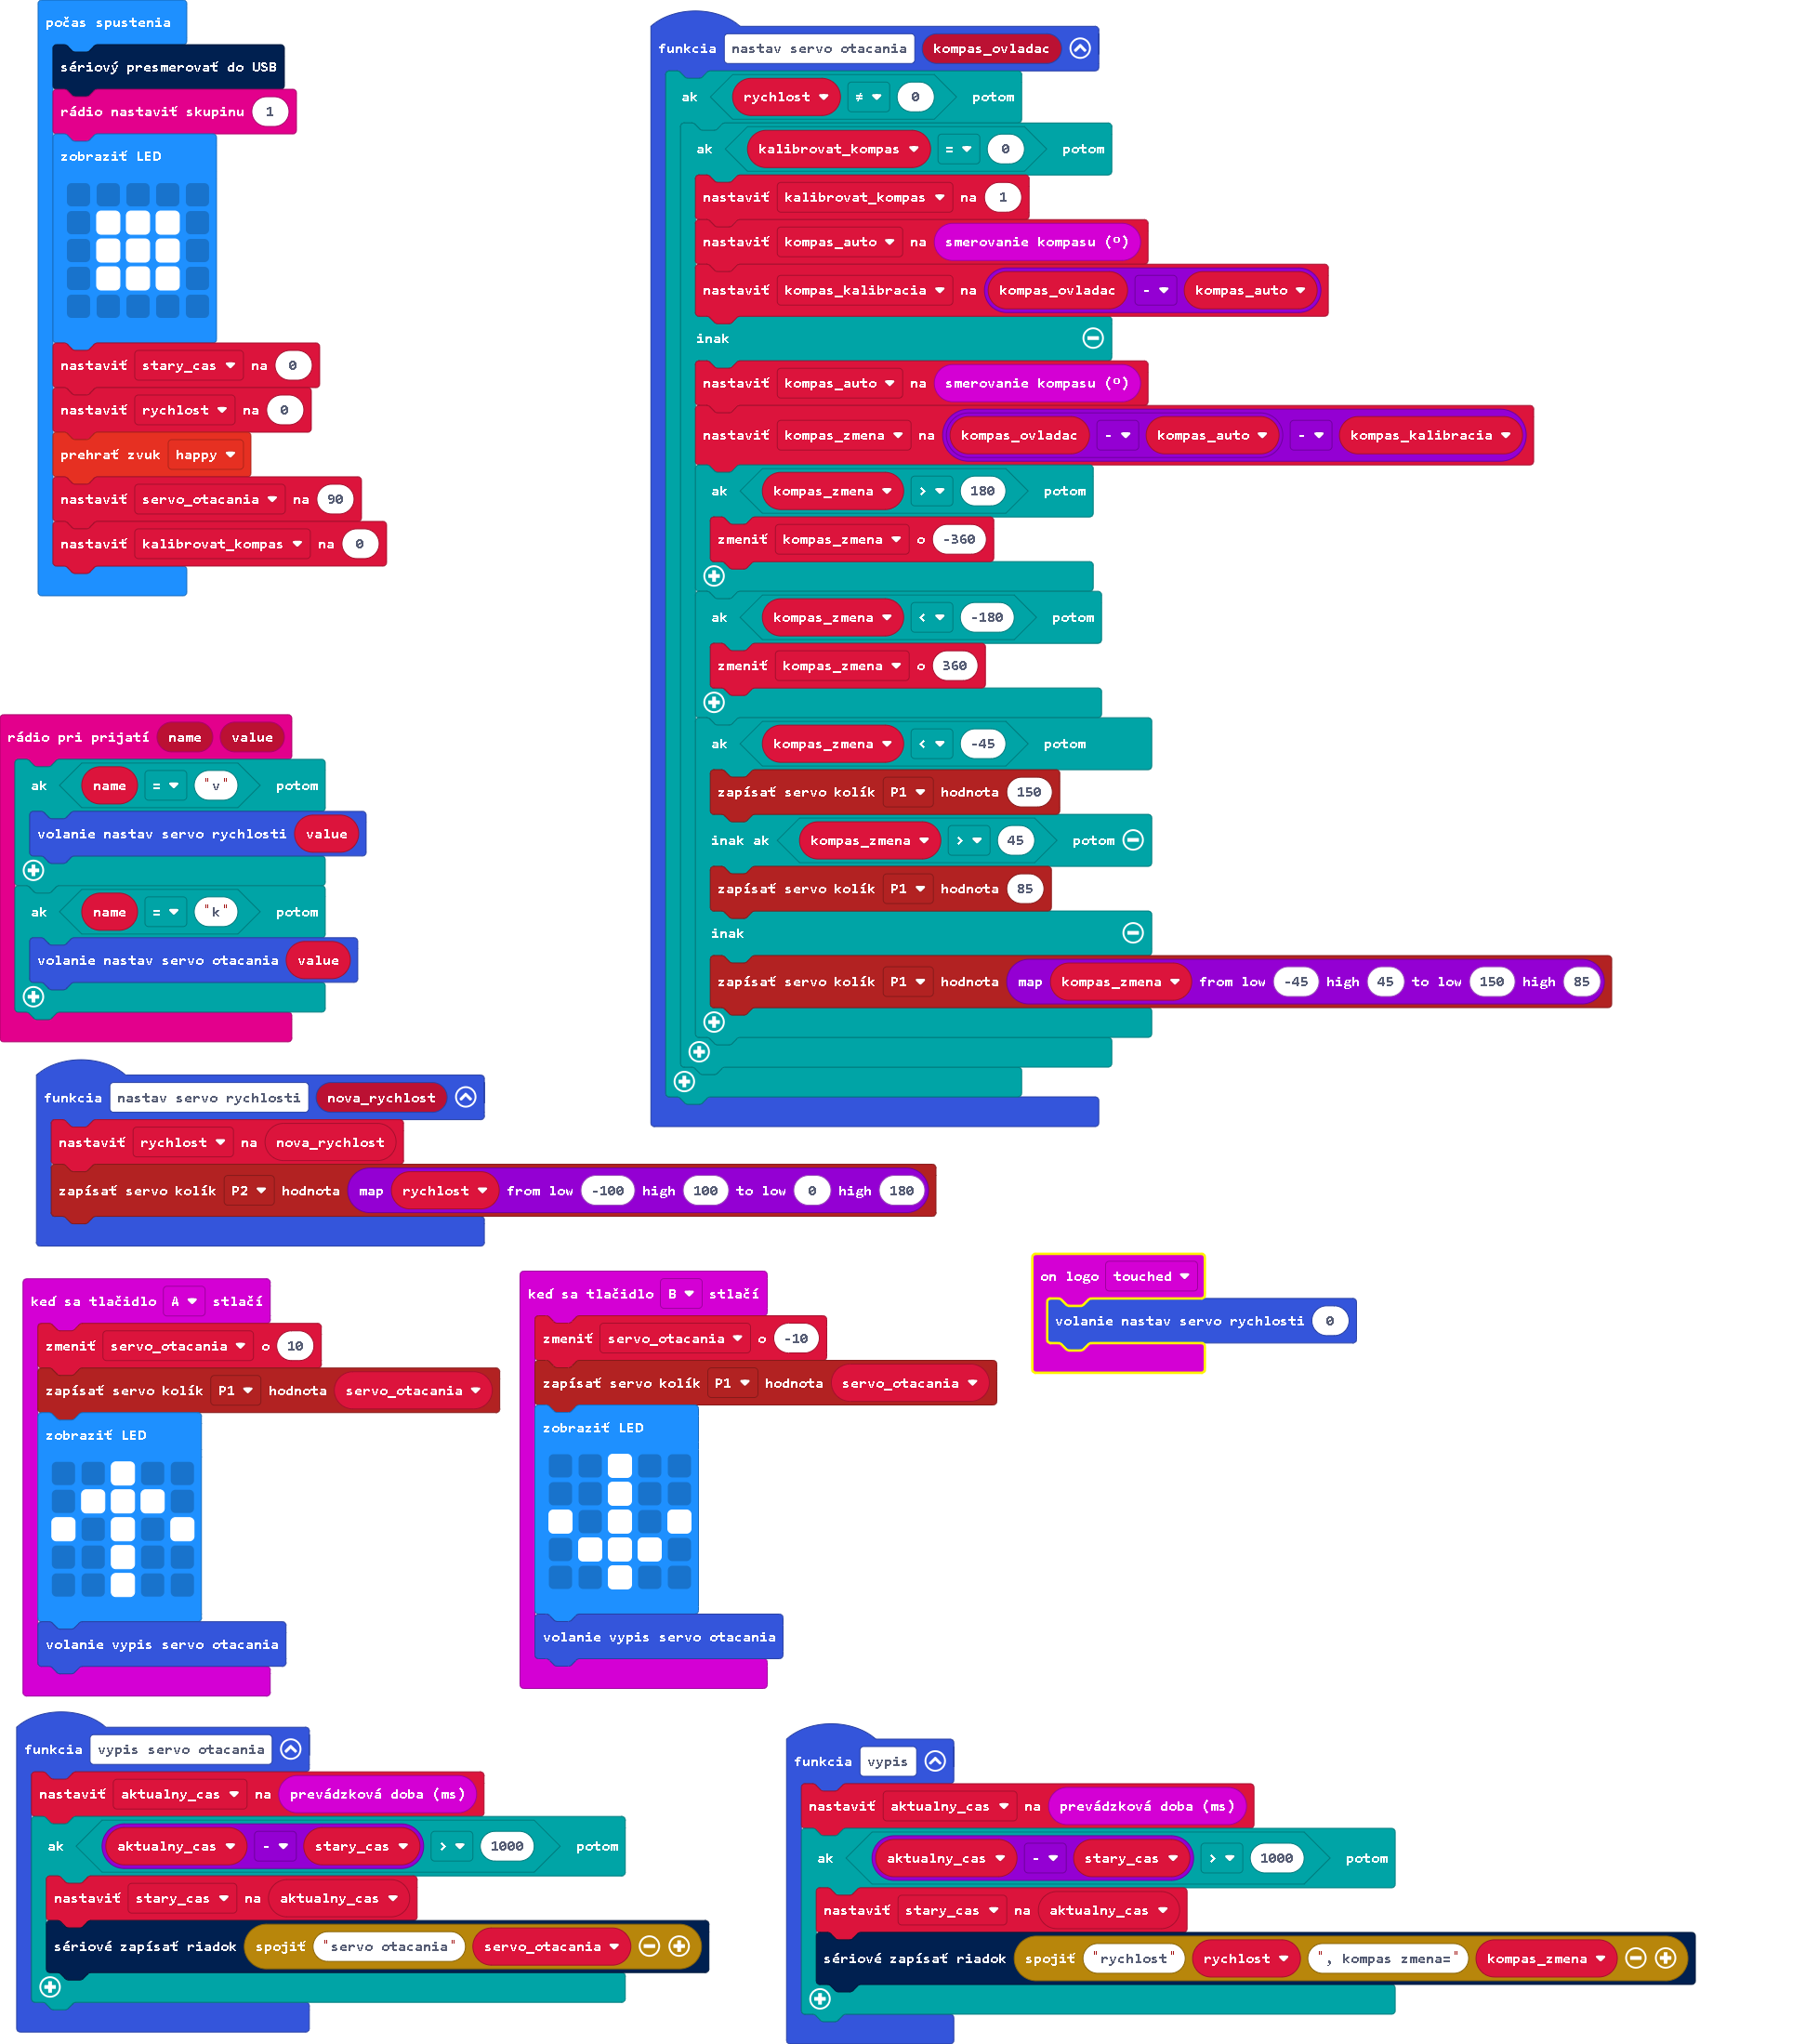 počas spustenia
sériový presmerovať do USB
rádio nastaviť skupinu 1
zobraziť LED
nastaviť stary_cas na 0
nastaviť rychlost na 0
prehrať zvuk happy
nastaviť servo_otacania na 90
nastaviť kalibrovat_kompas na 0
funkcia nastav servo otacania kompas_ovladac
ak rychlost ≠ 0 potom
ak kalibrovat_kompas = 0 potom
nastaviť kalibrovat_kompas na 1
nastaviť kompas_auto na smerovanie kompasu (º)
nastaviť kompas_kalibracia na kompas_ovladac - kompas_auto
inak
nastaviť kompas_auto na smerovanie kompasu (º)
nastaviť kompas_zmena na kompas_ovladac - kompas_auto - kompas_kalibracia
ak kompas_zmena > 180 potom
zmeniť kompas_zmena o -360
ak kompas_zmena < -180 potom
zmeniť kompas_zmena o 360
ak kompas_zmena < -45 potom
zapísať servo kolík P1 hodnota 150
inak ak kompas_zmena > 45 potom
zapísať servo kolík P1 hodnota 85
inak
zapísať servo kolík P1 hodnota map kompas_zmena from low -45 high 45 to low 150 high 85
rádio pri prijatí name value
ak name = "v" potom
volanie nastav servo rychlosti value
ak name = "k" potom
volanie nastav servo otacania value
funkcia nastav servo rychlosti nova_rychlost
nastaviť rychlost na nova_rychlost
zapísať servo kolík P2 hodnota map rychlost from low -100 high 100 to low 0 high 180
keď sa tlačidlo A stlačí
zmeniť servo_otacania o 10
zapísať servo kolík P1 hodnota servo_otacania
zobraziť LED
volanie vypis servo otacania
keď sa tlačidlo B stlačí
zmeniť servo_otacania o -10
zapísať servo kolík P1 hodnota servo_otacania
zobraziť LED
volanie vypis servo otacania
on logo touched
volanie nastav servo rychlosti 0
funkcia vypis servo otacania
nastaviť aktualny_cas na prevádzková doba (ms)
ak aktualny_cas - stary_cas > 1000 potom
nastaviť stary_cas na aktualny_cas
sériové zapísať riadok spojiť "servo otacania" servo_otacania
funkcia vypis
nastaviť aktualny_cas na prevádzková doba (ms)
ak aktualny_cas - stary_cas > 1000 potom
nastaviť stary_cas na aktualny_cas
sériové zapísať riadok spojiť "rychlost" rychlost ", kompas zmena=" kompas_zmena